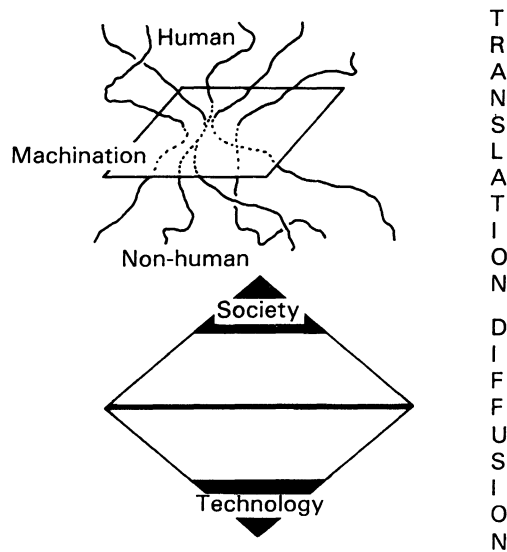 Human
Machination
Non-human
Society
Technology
TRANSLATION
DIFFUSION